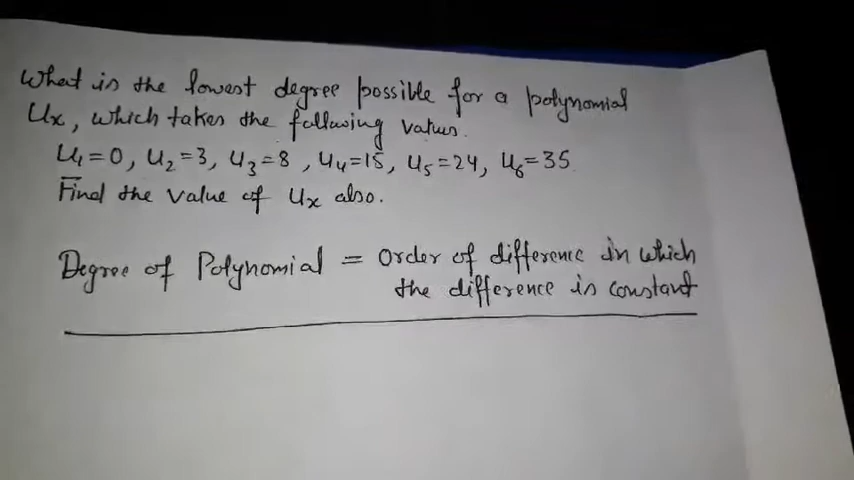 What is the lowest degree possible for a polynomial
Ux, which takes the following values.
U1=0, U2=3, U3=8, U4=15, U5=24, U6=35
Find the value of Ux also.
Degree of Polynomial = Order of difference in which
the difference is constant